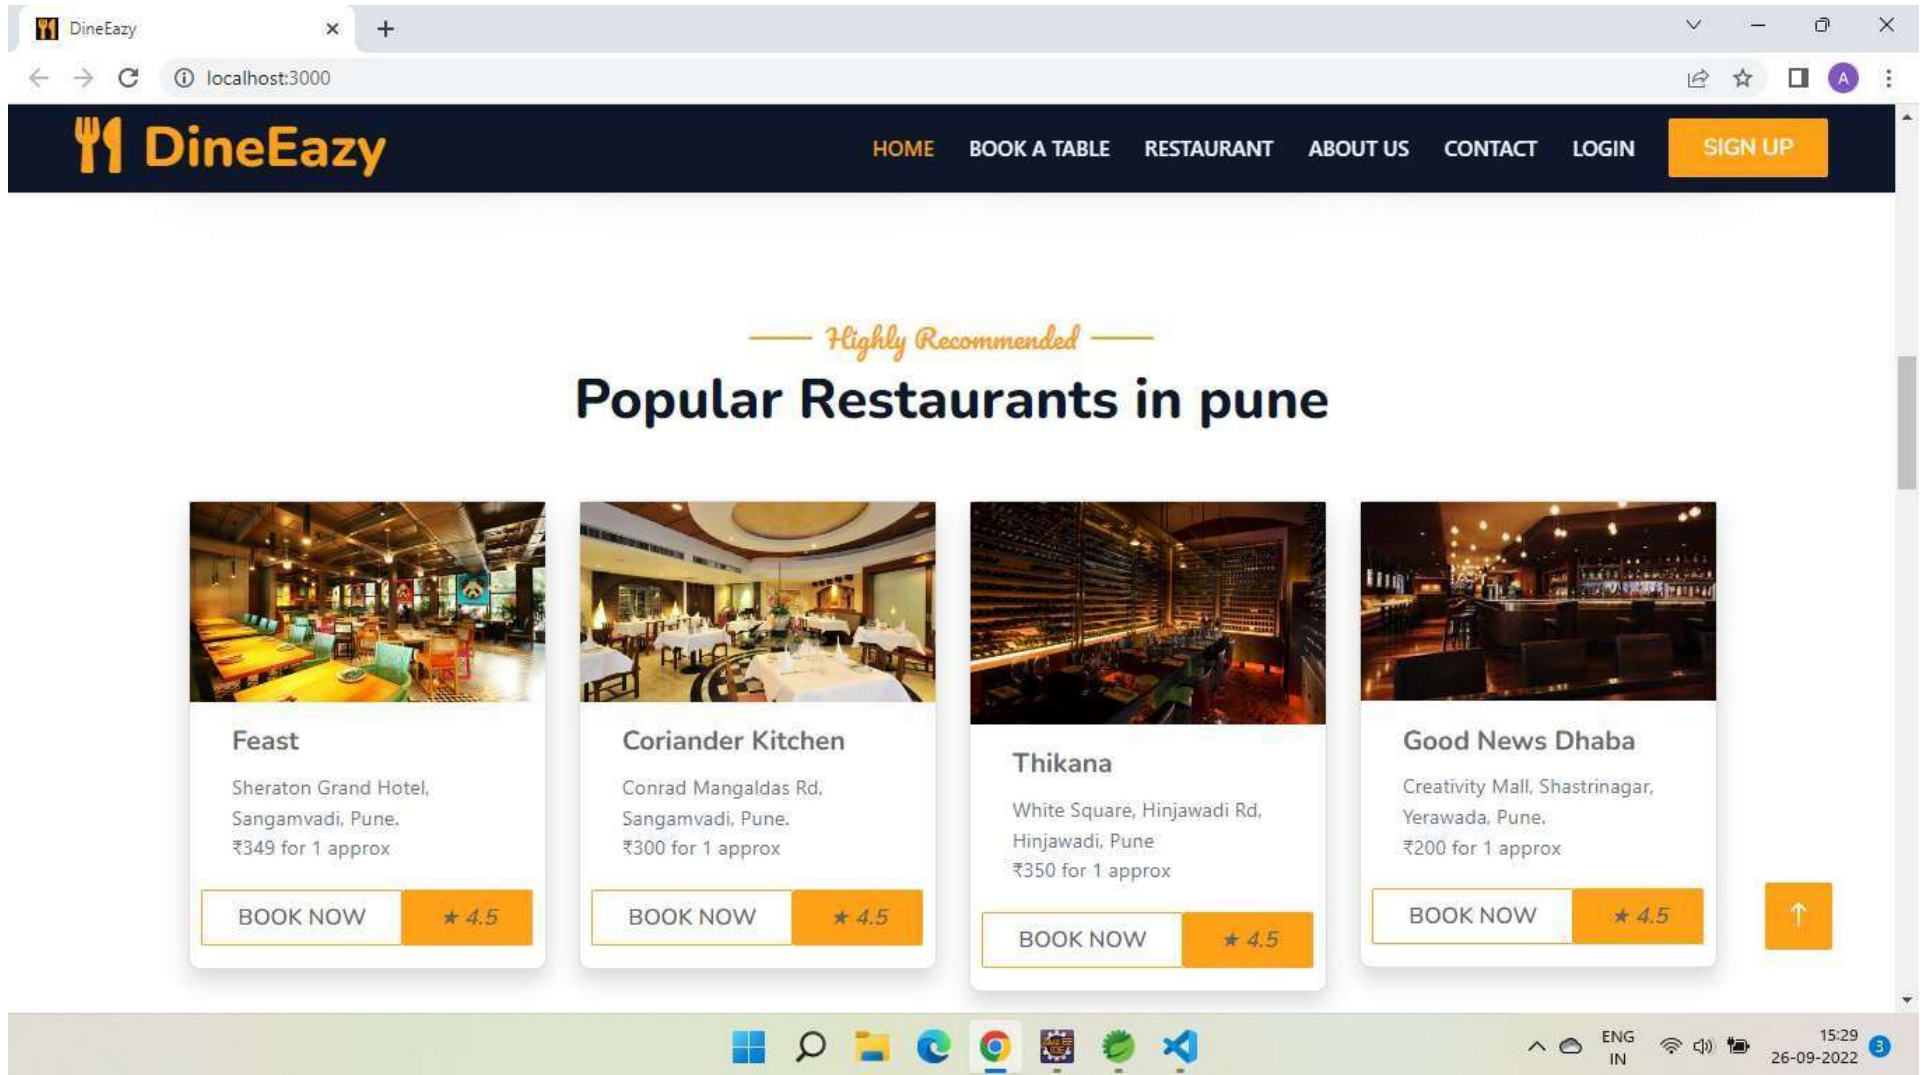 DineEazy
localhost:3000
A
DineEazy
HOME BOOK A TABLE RESTAURANT ABOUT US CONTACT LOGIN SIGN UP
Highly Recommended
Popular Restaurants in pune
Feast
Sheraton Grand Hotel,
Sangamvadi, Pune.
₹349 for 1 approx
BOOK NOW ★ 4.5
Coriander Kitchen
Conrad Mangaldas Rd,
Sangamvadi, Pune.
₹300 for 1 approx
BOOK NOW ★ 4.5
Thikana
White Square, Hinjawadi Rd,
Hinjawadi, Pune
₹350 for 1 approx
BOOK NOW ★ 4.5
Good News Dhaba
Creativity Mall, Shastrinagar,
Yerawada, Pune.
₹200 for 1 approx
BOOK NOW ★ 4.5
ENG
IN
15:29
26-09-2022
3